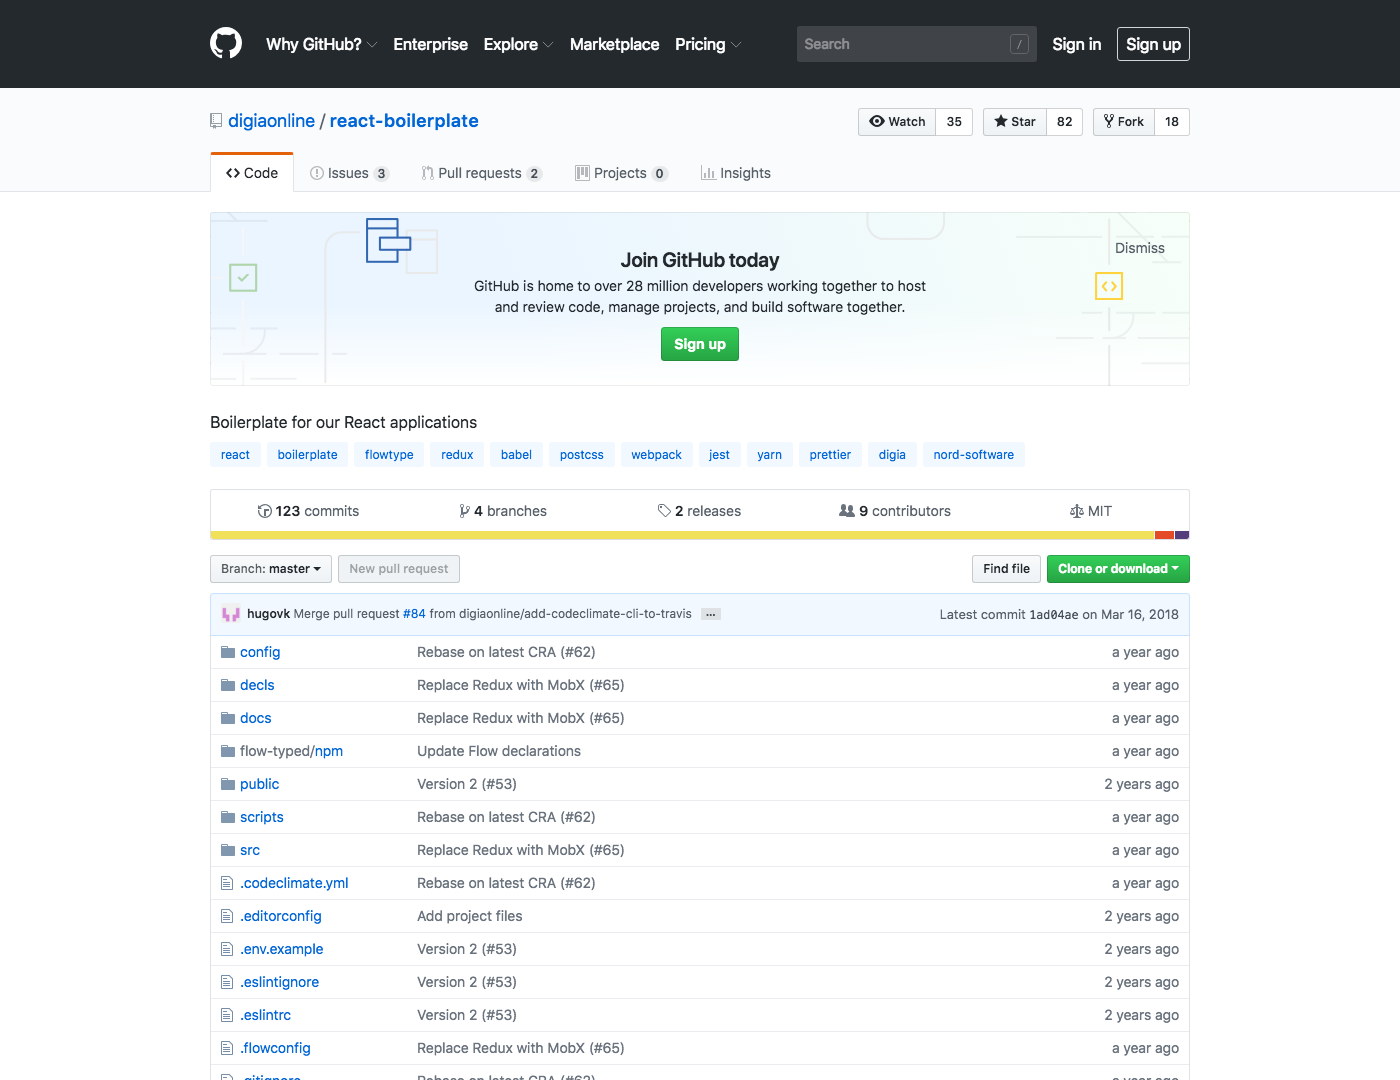 Why GitHub? Enterprise Explore Marketplace Pricing Search / Sign in Sign up
digiaonline / react-boilerplate Watch 35 Star 82 Fork 18
Code Issues 3 Pull requests 2 Projects 0 Insights
Dismiss
Join GitHub today
GitHub is home to over 28 million developers working together to host
and review code, manage projects, and build software together.
Sign up
Boilerplate for our React applications
react boilerplate flowtype redux babel postcss webpack jest yarn prettier digia nord-software
123 commits 4 branches 2 releases 9 contributors MIT
Branch: master New pull request Find file Clone or download
hugovk Merge pull request #84 from digiaonline/add-codeclimate-cli-to-travis ... Latest commit 1ad04ae on Mar 16, 2018
config Rebase on latest CRA (#62) a year ago
decls Replace Redux with MobX (#65) a year ago
docs Replace Redux with MobX (#65) a year ago
flow-typed/npm Update Flow declarations a year ago
public Version 2 (#53) 2 years ago
scripts Rebase on latest CRA (#62) a year ago
src Replace Redux with MobX (#65) a year ago
.codeclimate.yml Rebase on latest CRA (#62) a year ago
.editorconfig Add project files 2 years ago
.env.example Version 2 (#53) 2 years ago
.eslintignore Version 2 (#53) 2 years ago
.eslintrc Version 2 (#53) 2 years ago
.flowconfig Replace Redux with MobX (#65) a year ago
.gitignore Rebase on latest CRA (#62) a year ago